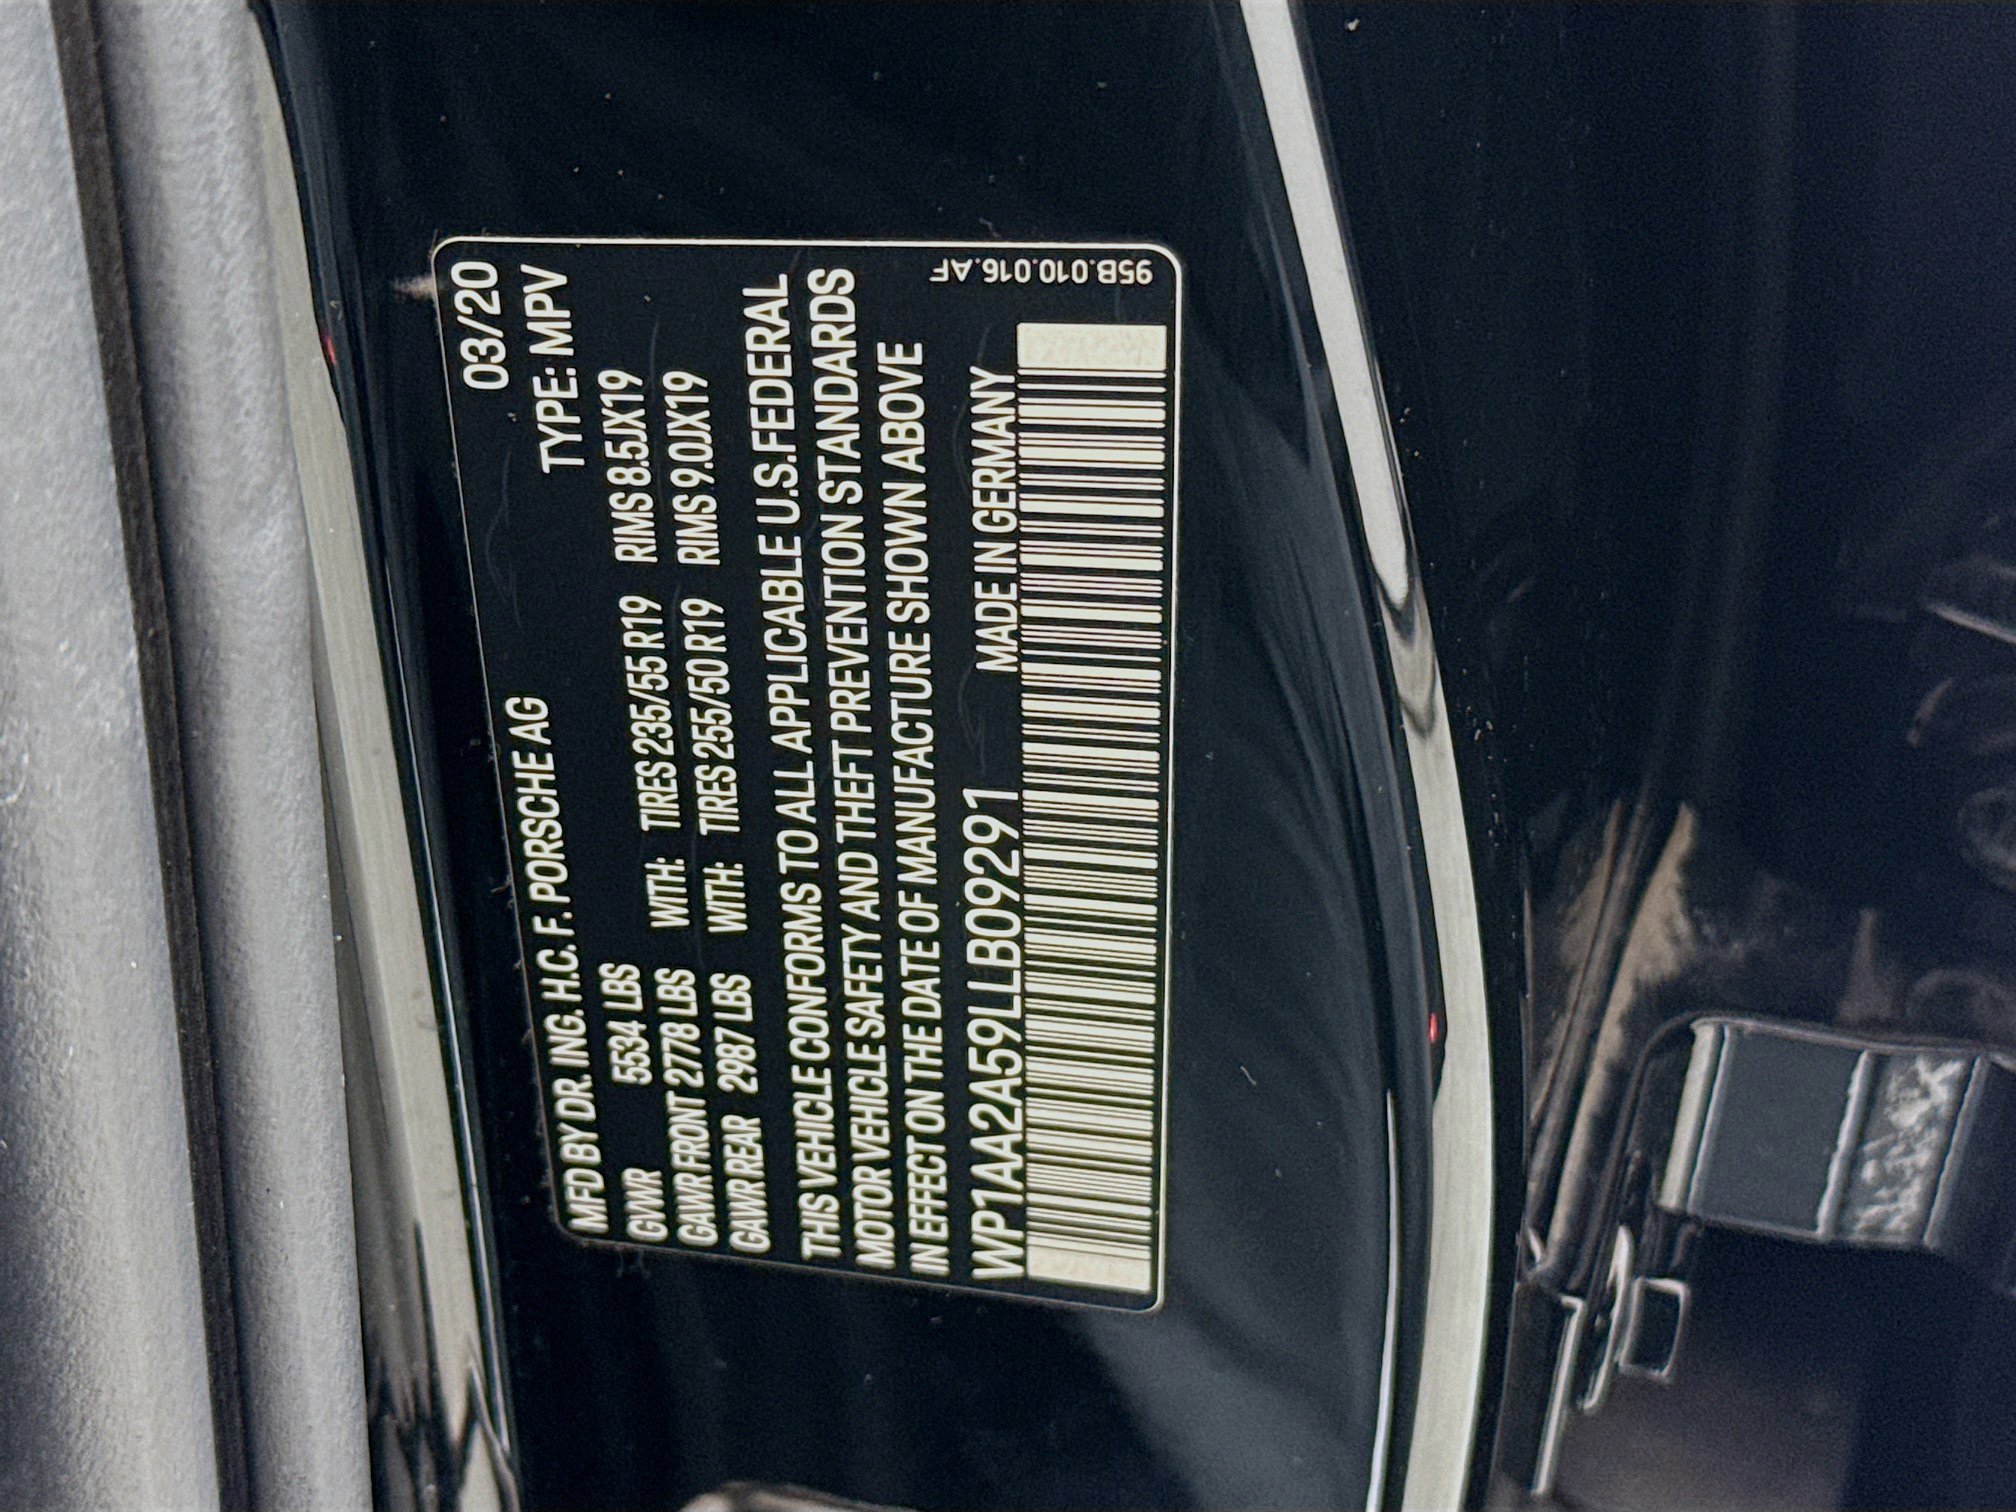 03/20
MFD BY DR. ING. H.C. F. PORSCHE AG TYPE: MPV
GVWR 5534 LBS
GAWR FRONT 2778 LBS WITH: TIRES 235/55 R19 RIMS 8.5JX19
GAWR REAR 2987 LBS WITH: TIRES 255/50 R19 RIMS 9.0JX19
THIS VEHICLE CONFORMS TO ALL APPLICABLE U.S.FEDERAL
MOTOR VEHICLE SAFETY AND THEFT PREVENTION STANDARDS
IN EFFECT ON THE DATE OF MANUFACTURE SHOWN ABOVE
WP1AA2A59LLB09291 MADE IN GERMANY
95B.010.016.AF